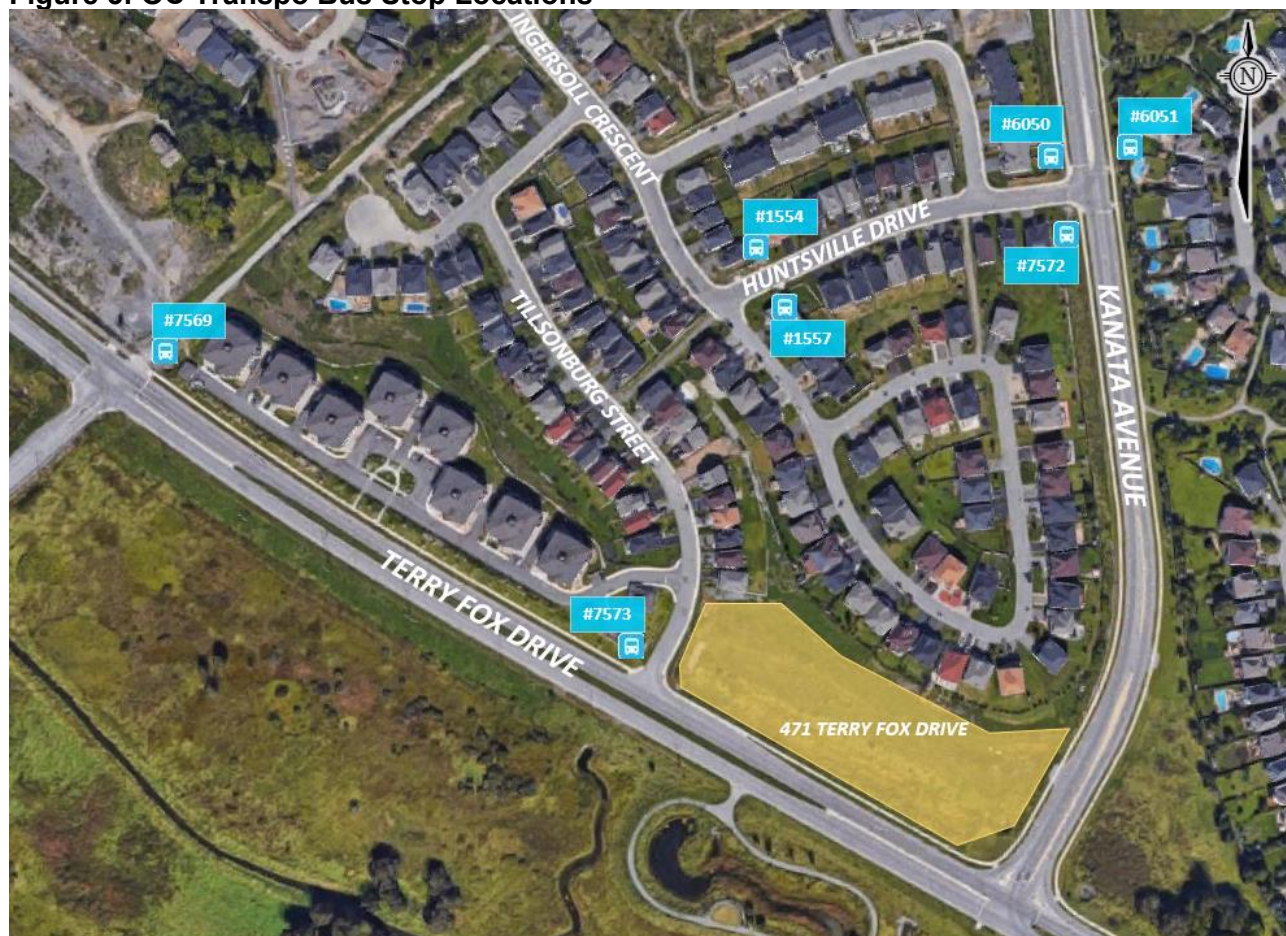 Figure OC Transpo Bus Stop Locations
N
INGERSOLL CRESCENT
#6050
#6051
#1554
HUNTSVILLE DRIVE
#7572
#7569
#1557
TILLSONBURG STREET
KANATA AVENUE
TERRY FOX DRIVE
#7573
471 TERRY FOX DRIVE